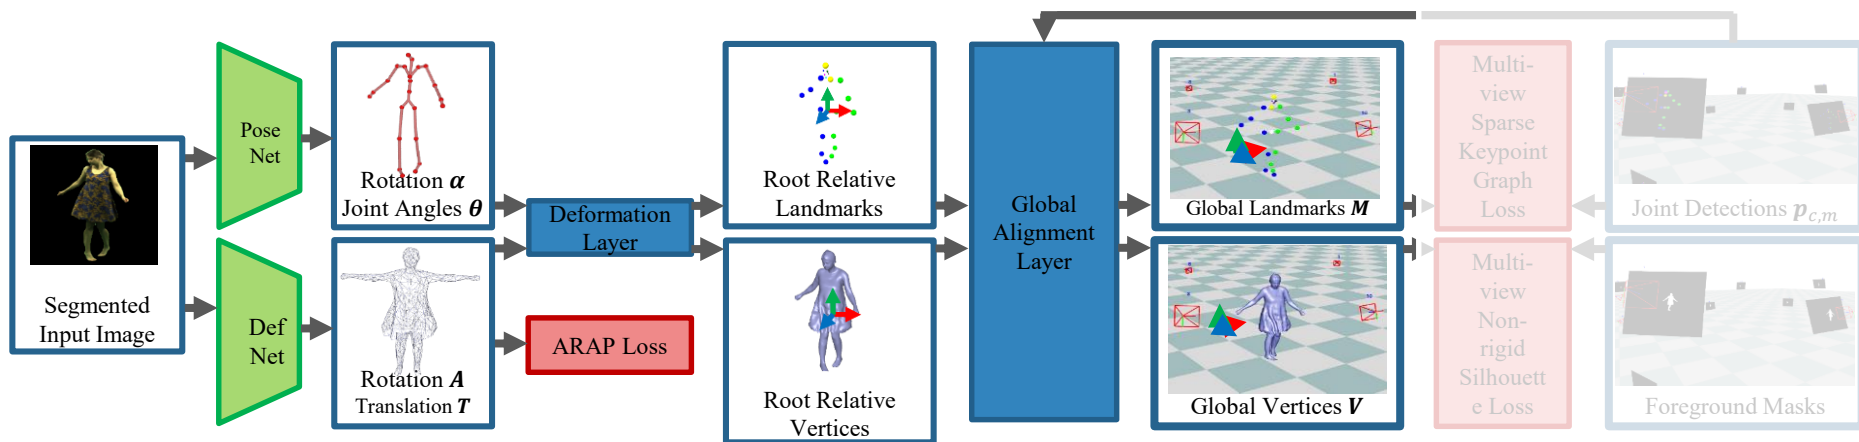 Segmented
Input Image
Pose
Net
Def
Net
Rotation α
Joint Angles θ
Rotation A
Translation T
Deformation
Layer
ARAP Loss
Root Relative
Landmarks
Root Relative
Vertices
Global
Alignment
Layer
Global Landmarks M
Global Vertices V
Multi-
view
Sparse
Keypoint
Graph
Loss
Multi-
view
Non-
rigid
Silhouett
e Loss
Joint Detections p_{c,m}
Foreground Masks